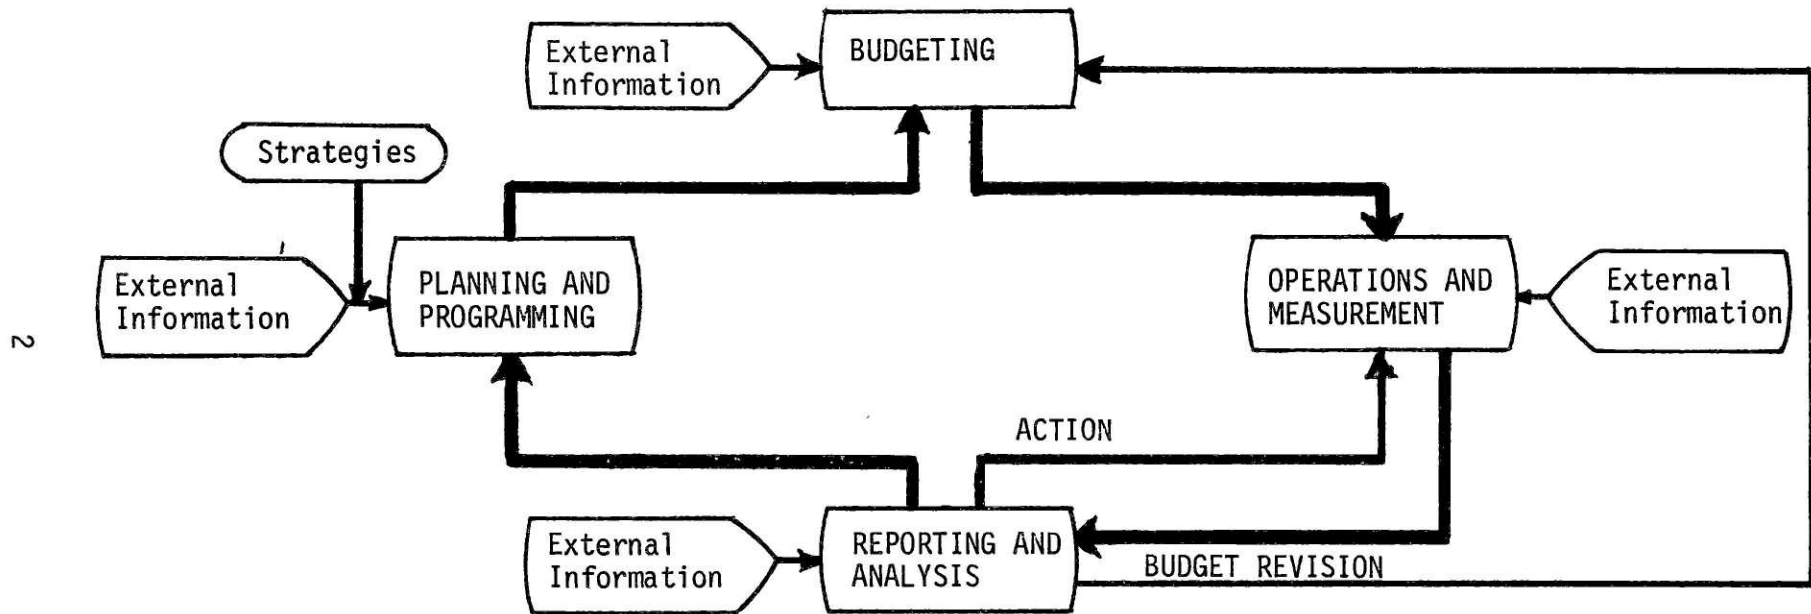 External
Information
BUDGETING
Strategies
External
Information
PLANNING AND
PROGRAMMING
OPERATIONS AND
MEASUREMENT
External
Information
2
ACTION
External
Information
REPORTING AND
ANALYSIS
BUDGET REVISION